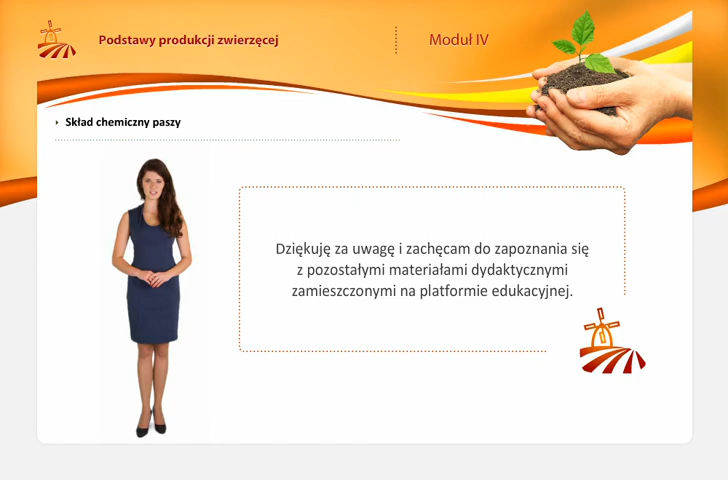 Podstawy produkcji zwierzęcej
Moduł IV
Skład chemiczny paszy
Dziękuję za uwagę i zachęcam do zapoznania się
z pozostałymi materiałami dydaktycznymi
zamieszczonymi na platformie edukacyjnej.